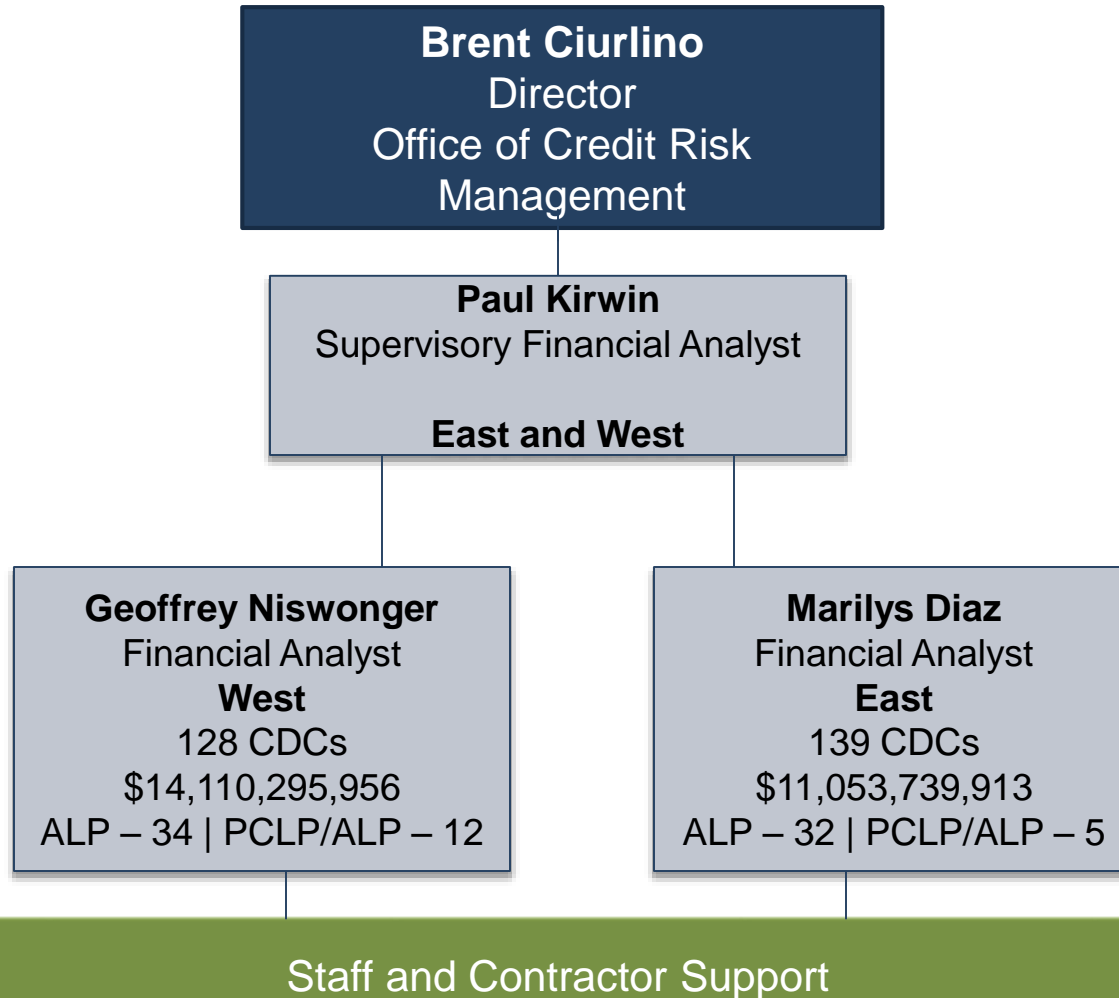 Brent Ciurlino
Director
Office of Credit Risk
Management
Paul Kirwin
Supervisory Financial Analyst
East and West
Geoffrey Niswonger
Financial Analyst
West
128 CDCs
$14,110,295,956
ALP – 34 | PCLP/ALP – 12
Marilys Diaz
Financial Analyst
East
139 CDCs
$11,053,739,913
ALP – 32 | PCLP/ALP – 5
Staff and Contractor Support